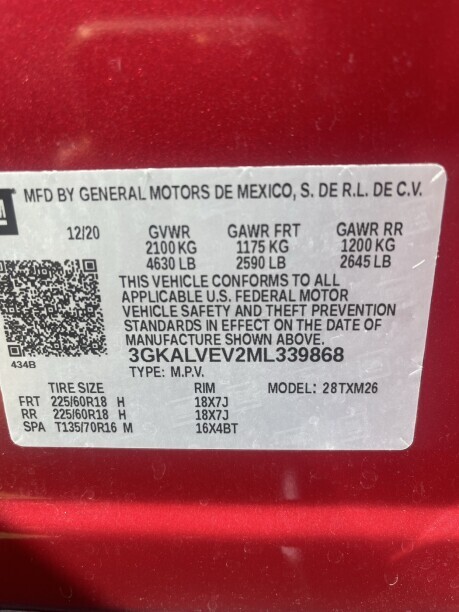 M
MFD BY GENERAL MOTORS DE MEXICO, S. DE R.L. DE C.V.
12/20 GVWR GAWR FRT GAWR RR
2100 KG 1175 KG 1200 KG
4630 LB 2590 LB 2645 LB
THIS VEHICLE CONFORMS TO ALL
APPLICABLE U.S. FEDERAL MOTOR
VEHICLE SAFETY AND THEFT PREVENTION
STANDARDS IN EFFECT ON THE DATE OF
MANUFACTURE SHOWN ABOVE.
434B 3GKALVEV2ML339868
TYPE: M.P.V.
TIRE SIZE RIM MODEL: 28TXM26
FRT 225/60R18 H 18X7J
RR 225/60R18 H 18X7J
SPA T135/70R16 M 16X4BT